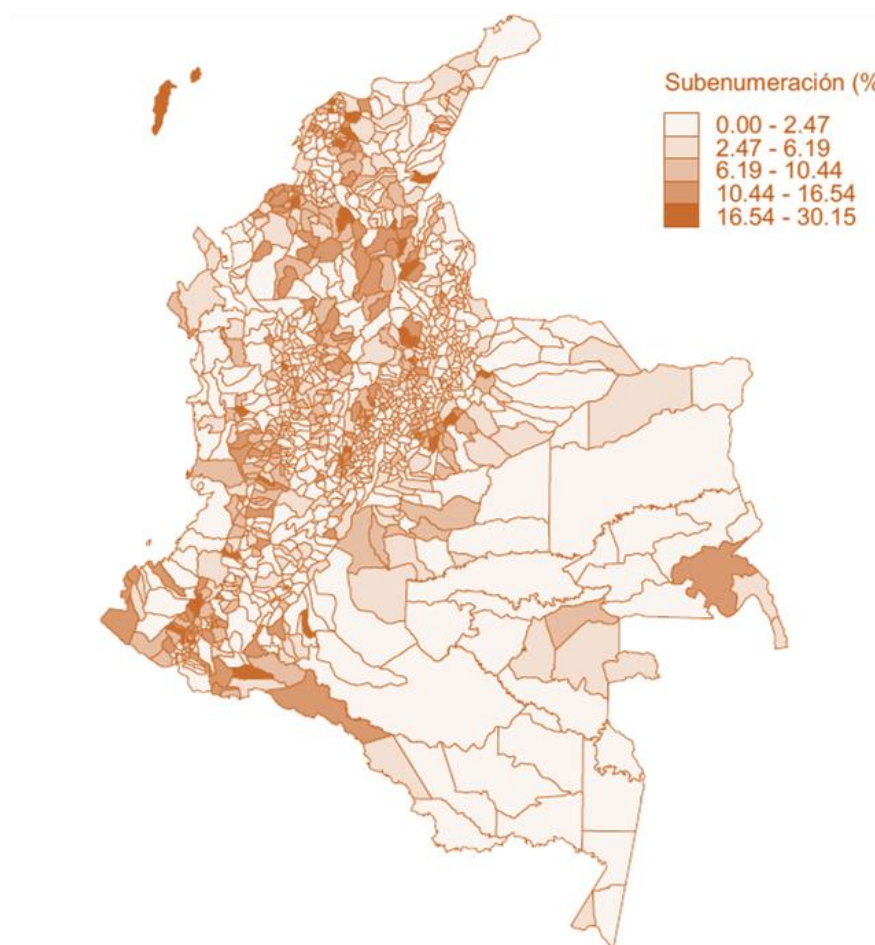 Subenumeración (%
0.00 - 2.47
2.47 - 6.19
6.19 - 10.44
10.44 - 16.54
16.54 - 30.15